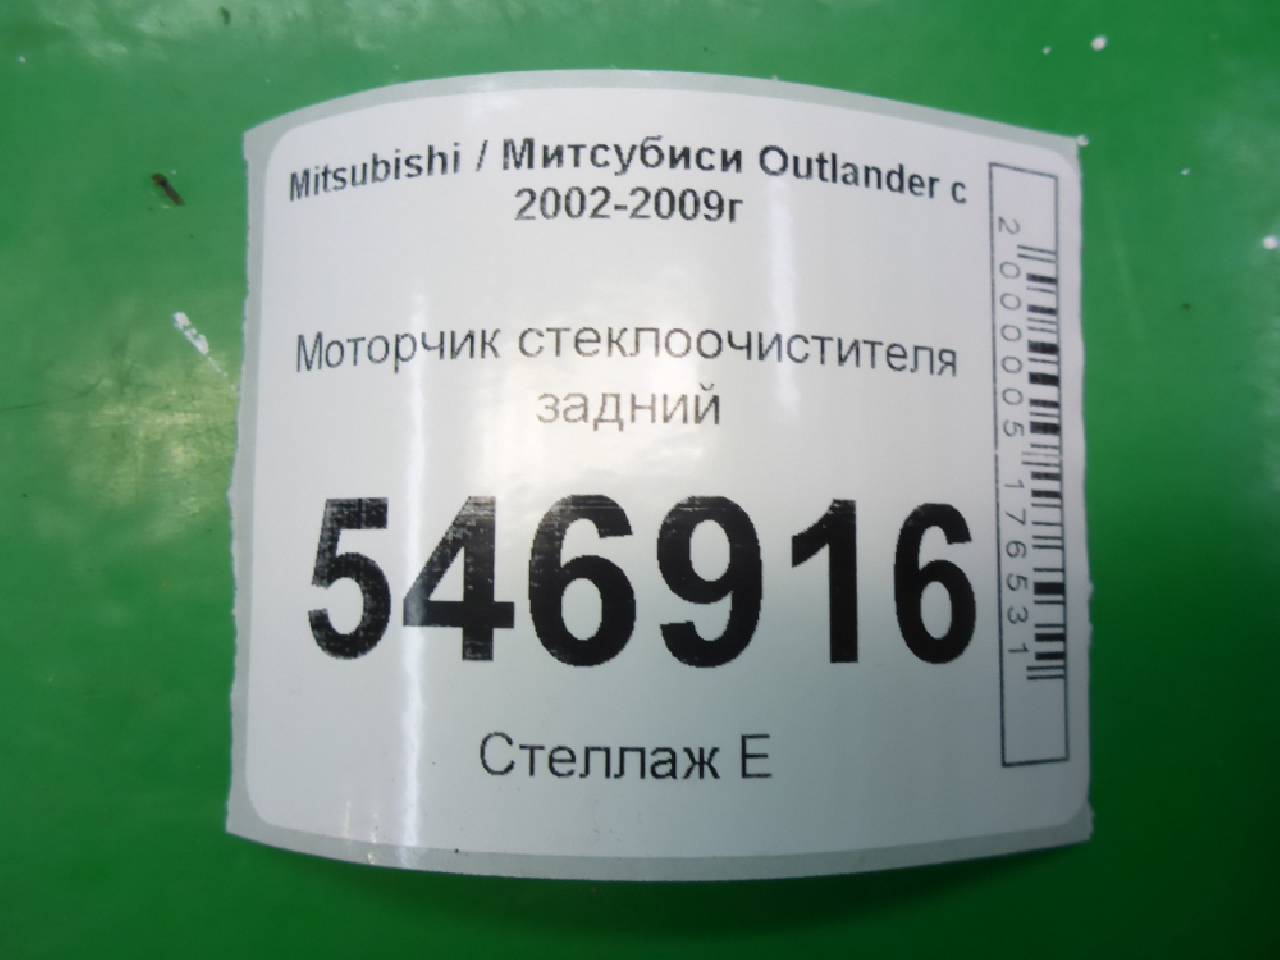 Mitsubishi / Митсубиси Outlander с
2002-2009г
Моторчик стеклоочистителя
задний
546916
Стеллаж Е
2000005176531